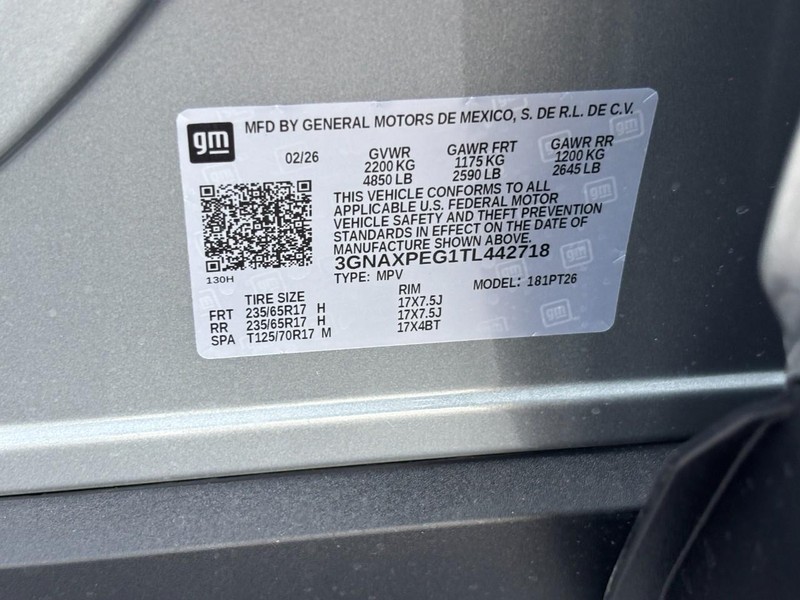 gm MFD BY GENERAL MOTORS DE MEXICO, S. DE R.L. DE C.V.
02/26 GVWR GAWR FRT GAWR RR
2200 KG 1175 KG 1200 KG
4850 LB 2590 LB 2645 LB
THIS VEHICLE CONFORMS TO ALL
APPLICABLE U.S. FEDERAL MOTOR
VEHICLE SAFETY AND THEFT PREVENTION
STANDARDS IN EFFECT ON THE DATE OF
MANUFACTURE SHOWN ABOVE.
3GNAXPEG1TL442718
130H TYPE: MPV MODEL: 181PT26
TIRE SIZE RIM
FRT 235/65R17 H 17X7.5J
RR 235/65R17 H 17X7.5J
SPA T125/70R17 M 17X4BT